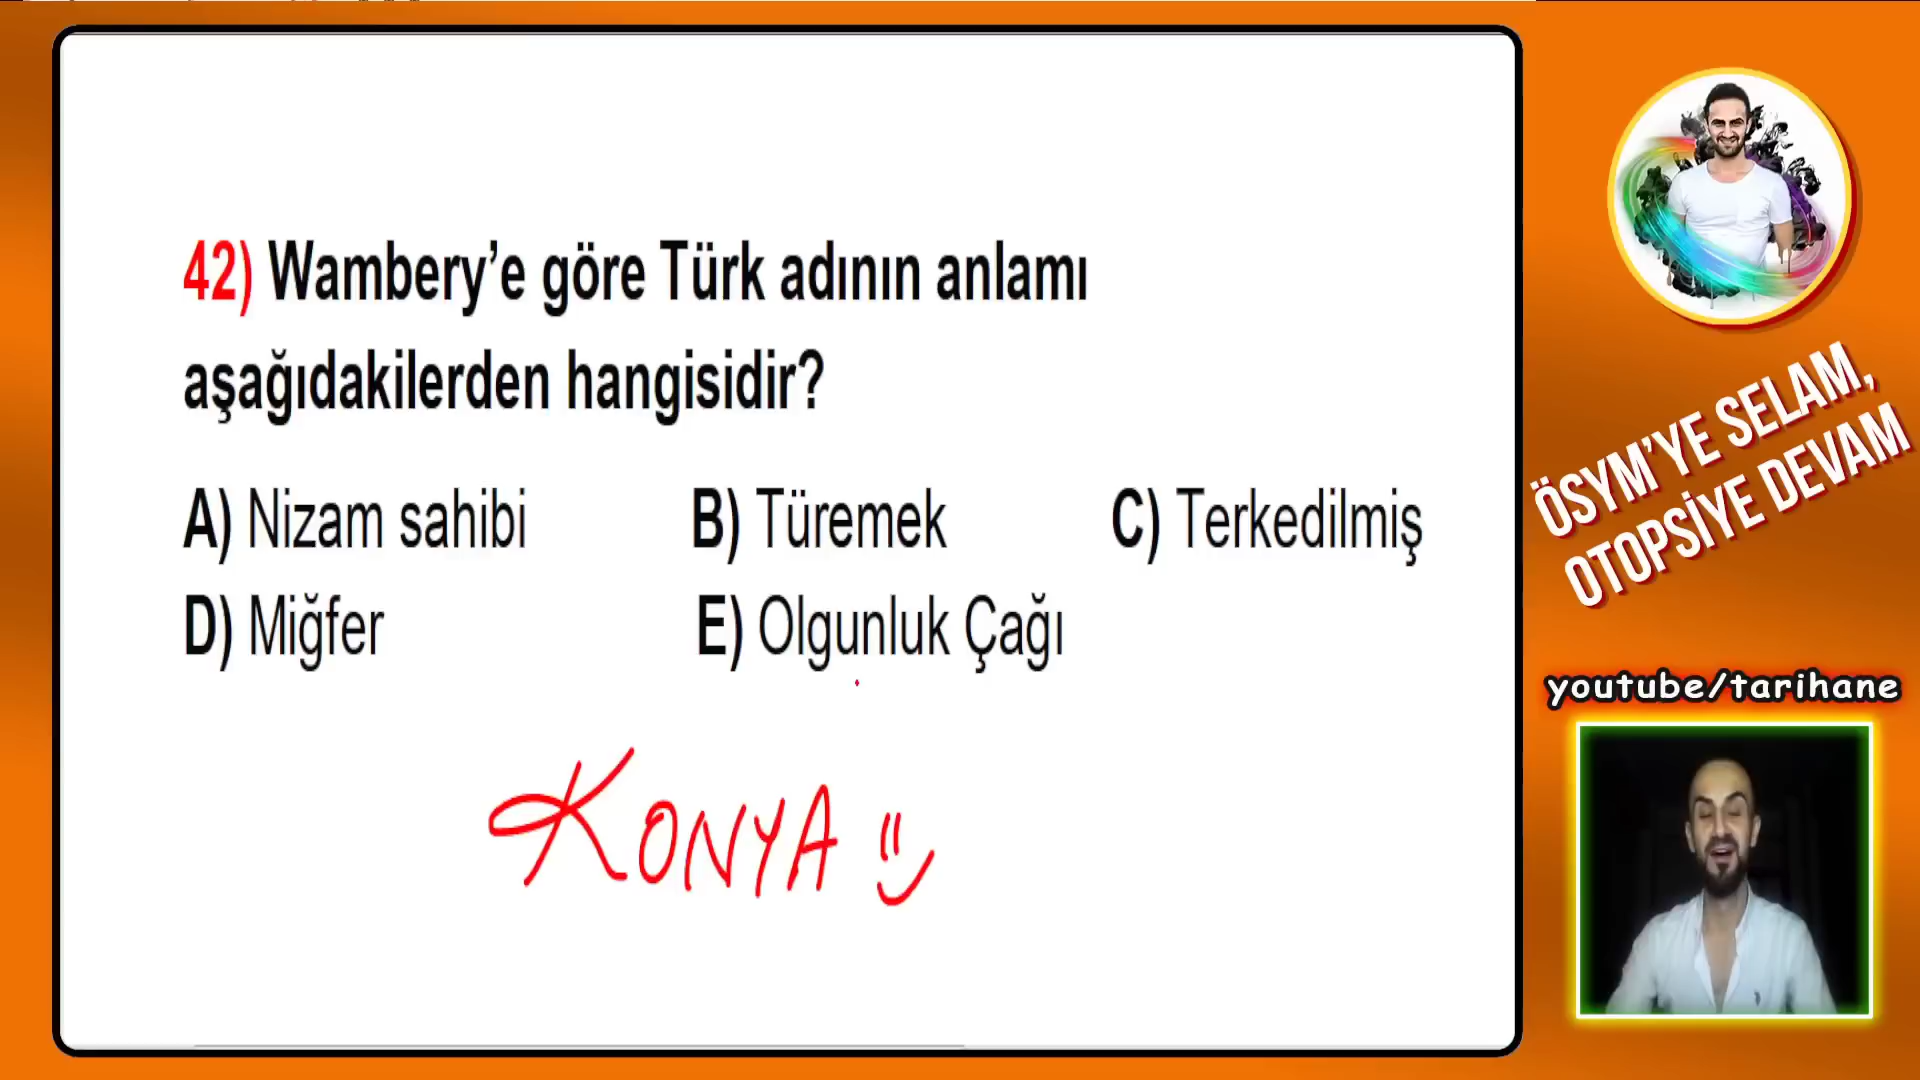 42) Wambery’e göre Türk adının anlamı
aşağıdakilerden hangisidir?
A) Nizam sahibi B) Türemek C) Terkedilmiş
D) Miğfer E) Olgunluk Çağı
KONYA
ÖSYM’YE SELAM,
OTOPSİYE DEVAM
youtube/tarihane